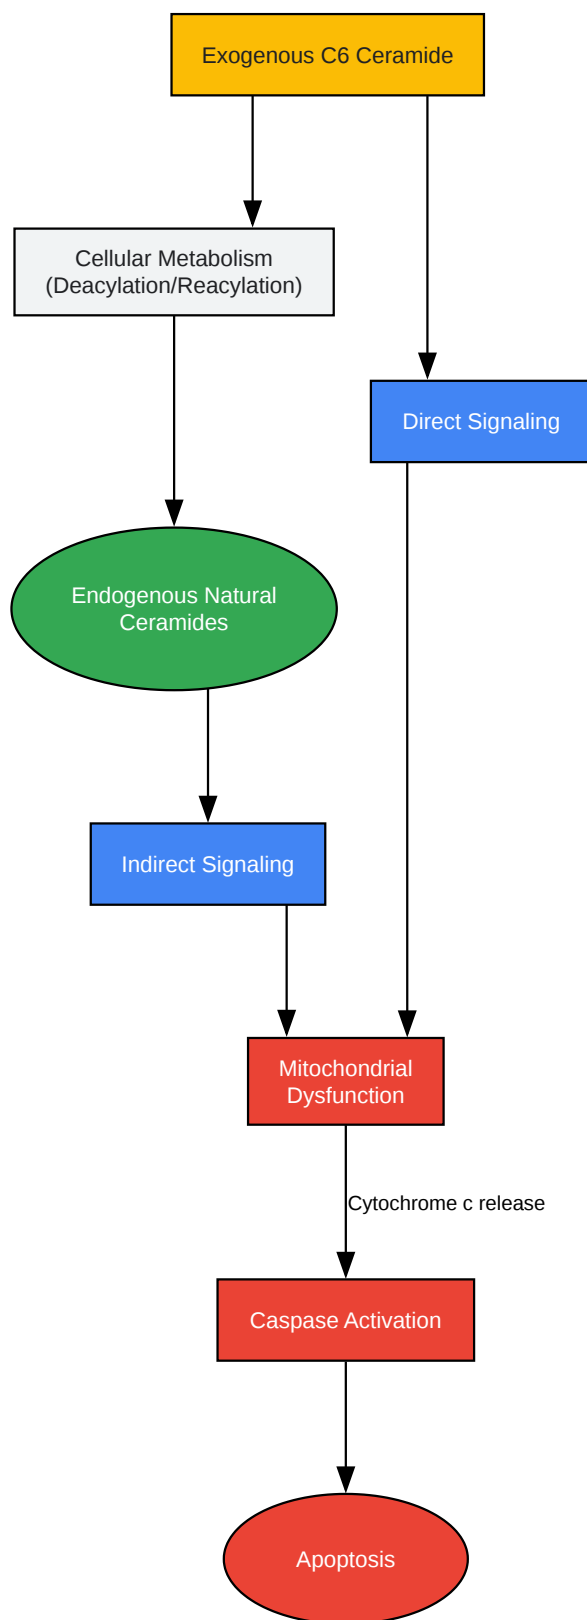 Exogenous C6 Ceramide
Cellular Metabolism
(Deacylation/Reacylation)
Direct Signaling
Endogenous Natural
Ceramides
Indirect Signaling
Mitochondrial
Dysfunction
Cytochrome c release
Caspase Activation
Apoptosis